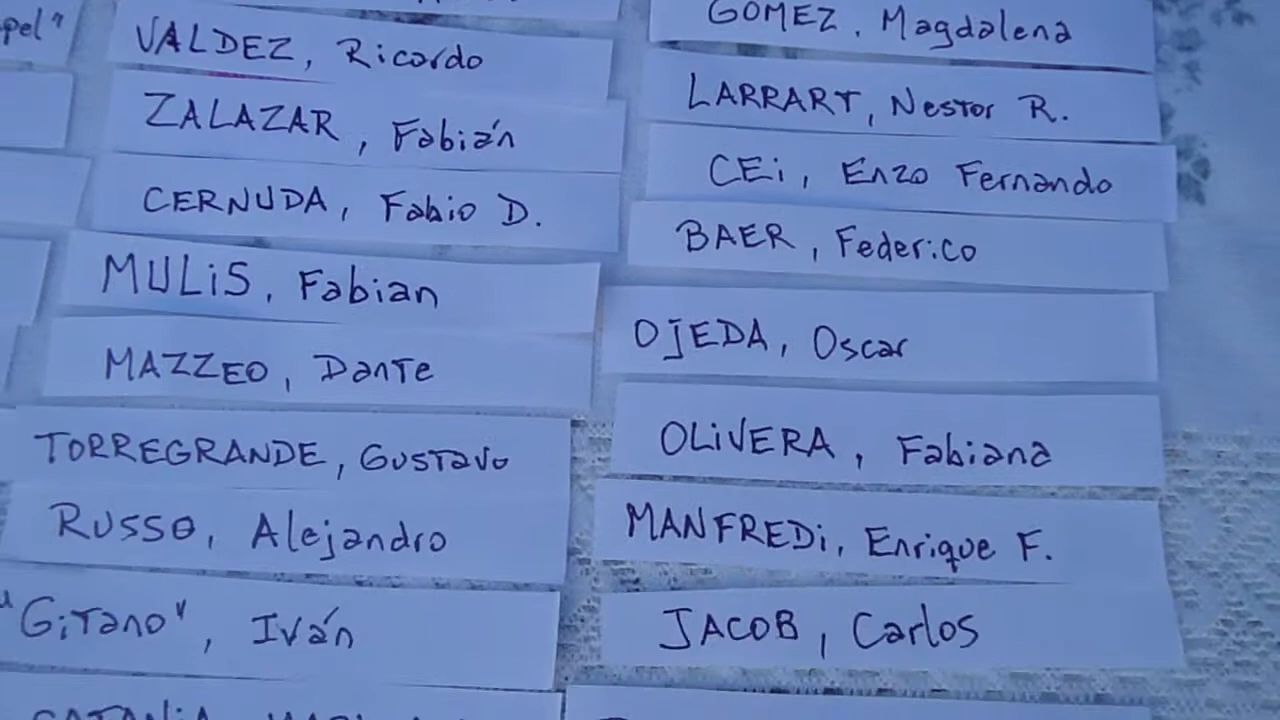 VALDEZ, Ricardo
ZALAZAR, Fabián
CERNUDA, Fabio D.
MULiS, Fabian
MAZZEO, Dante
TORREGRANDE, Gustavo
RUSSO, Alejandro
"Gitano", Iván
GOMEZ, Magdalena
LARRART, Nestor R.
CEi, Enzo Fernando
BAER, Federico
OJEDA, Oscar
OLiVERA, Fabiana
MANFREDi, Enrique F.
JACOB, Carlos